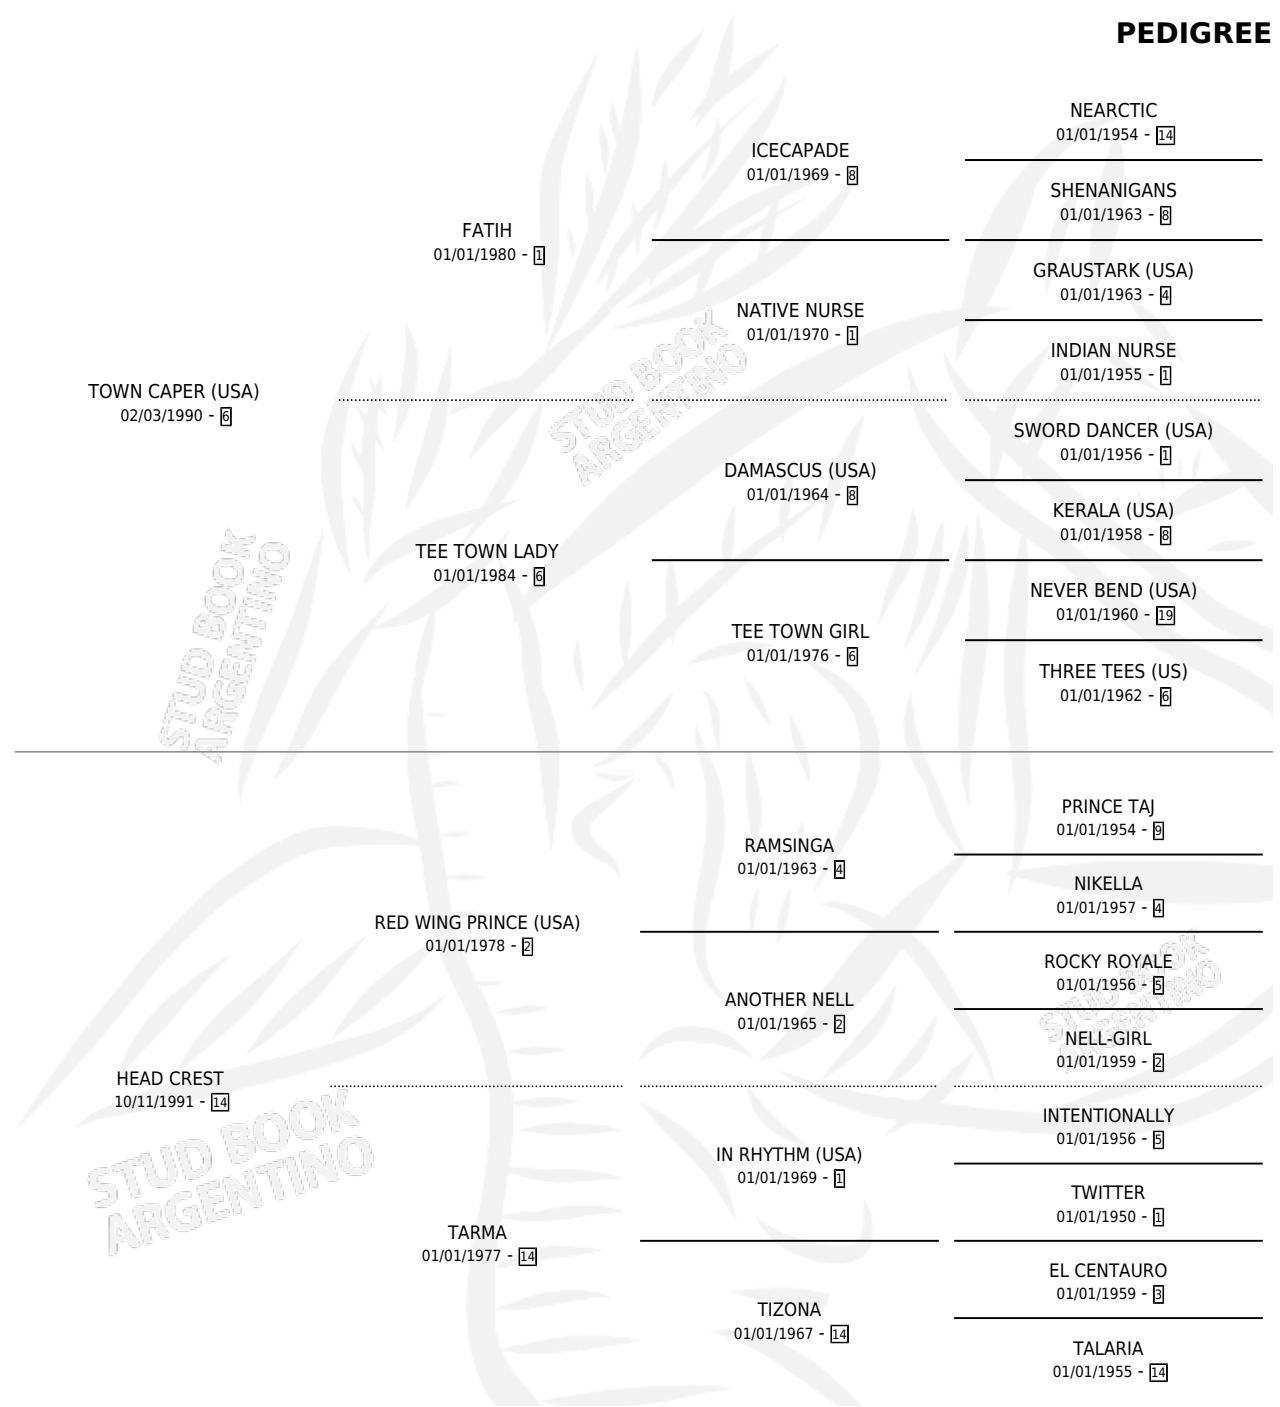 PEDIGREE
NEARCTIC
01/01/1954 - 14
ICECAPADE
01/01/1969 - 8
SHENANIGANS
01/01/1963 - 8
FATIH
01/01/1980 - 1
GRAUSTARK (USA)
01/01/1963 - 4
NATIVE NURSE
01/01/1970 - 1
INDIAN NURSE
01/01/1955 - 1
TOWN CAPER (USA)
02/03/1990 - 6
SWORD DANCER (USA)
01/01/1956 - 1
DAMASCUS (USA)
01/01/1964 - 8
KERALA (USA)
01/01/1958 - 8
TEE TOWN LADY
01/01/1984 - 6
NEVER BEND (USA)
01/01/1960 - 19
TEE TOWN GIRL
01/01/1976 - 6
THREE TEES (US)
01/01/1962 - 6
PRINCE TAJ
01/01/1954 - 9
RAMSINGA
01/01/1963 - 4
NIKELLA
01/01/1957 - 4
RED WING PRINCE (USA)
01/01/1978 - 2
ROCKY ROYALE
01/01/1956 - 5
ANOTHER NELL
01/01/1965 - 2
NELL-GIRL
01/01/1959 - 2
HEAD CREST
10/11/1991 - 14
INTENTIONALLY
01/01/1956 - 5
IN RHYTHM (USA)
01/01/1969 - 1
TWITTER
01/01/1950 - 1
TARMA
01/01/1977 - 14
EL CENTAURO
01/01/1959 - 3
TIZONA
01/01/1967 - 14
TALARIA
01/01/1955 - 14
STUD BOOK
ARGENTINO
STUD BOOK
ARGENTINO
STUD BOOK
ARGENTINO
STUD BOOK
ARGENTINO